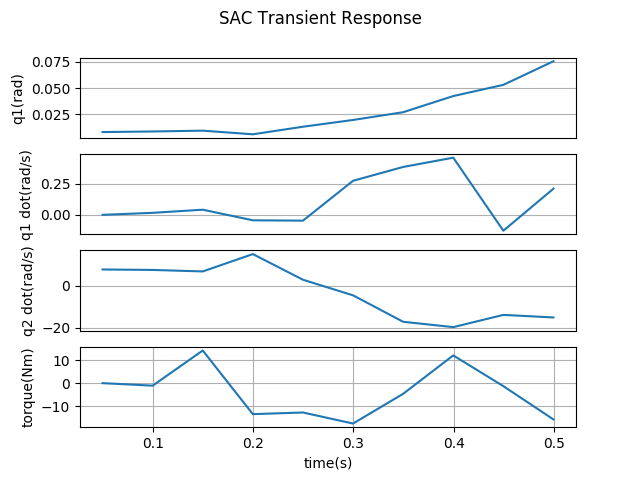 SAC Transient Response
q1(rad)
0.075
0.050
0.025
q1 dot(rad/s)
0.25
0.00
q2 dot(rad/s)
0
−20
torque(Nm)
10
0
−10
0.1 0.2 0.3 0.4 0.5
time(s)